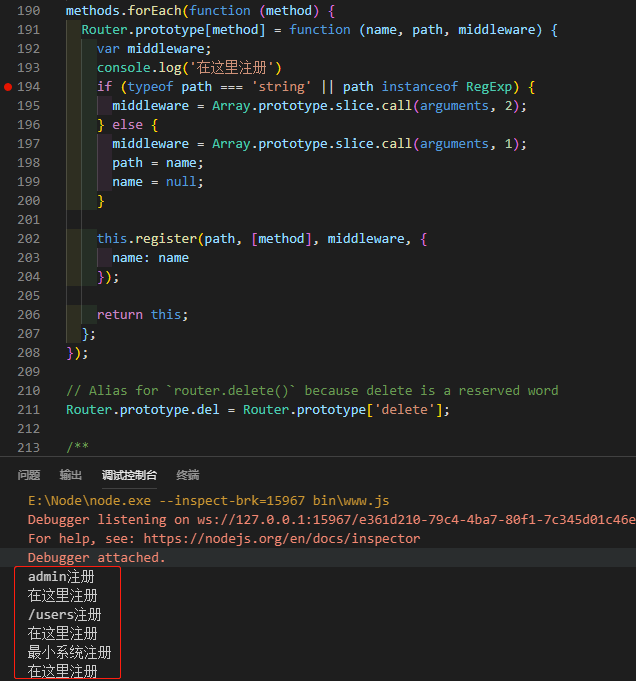 190 methods.forEach(function (method) {
191 Router.prototype[method] = function (name, path, middleware) {
192 var middleware;
193 console.log('在这里注册')
194 if (typeof path === 'string' || path instanceof RegExp) {
195 middleware = Array.prototype.slice.call(arguments, 2);
196 } else {
197 middleware = Array.prototype.slice.call(arguments, 1);
198 path = name;
199 name = null;
200 }
201
202 this.register(path, [method], middleware, {
203 name: name
204 });
205
206 return this;
207 };
208 });
209
210 // Alias for `router.delete()` because delete is a reserved word
211 Router.prototype.del = Router.prototype['delete'];
212
213 /**
问题 输出 调试控制台 终端
E:\Node\node.exe --inspect-brk=15967 bin\www.js
Debugger listening on ws://127.0.0.1:15967/e361d210-79c4-4ba7-80f1-7c345d01c46e
For help, see: https://nodejs.org/en/docs/inspector
Debugger attached.
admin注册
在这里注册
/users注册
在这里注册
最小系统注册
在这里注册